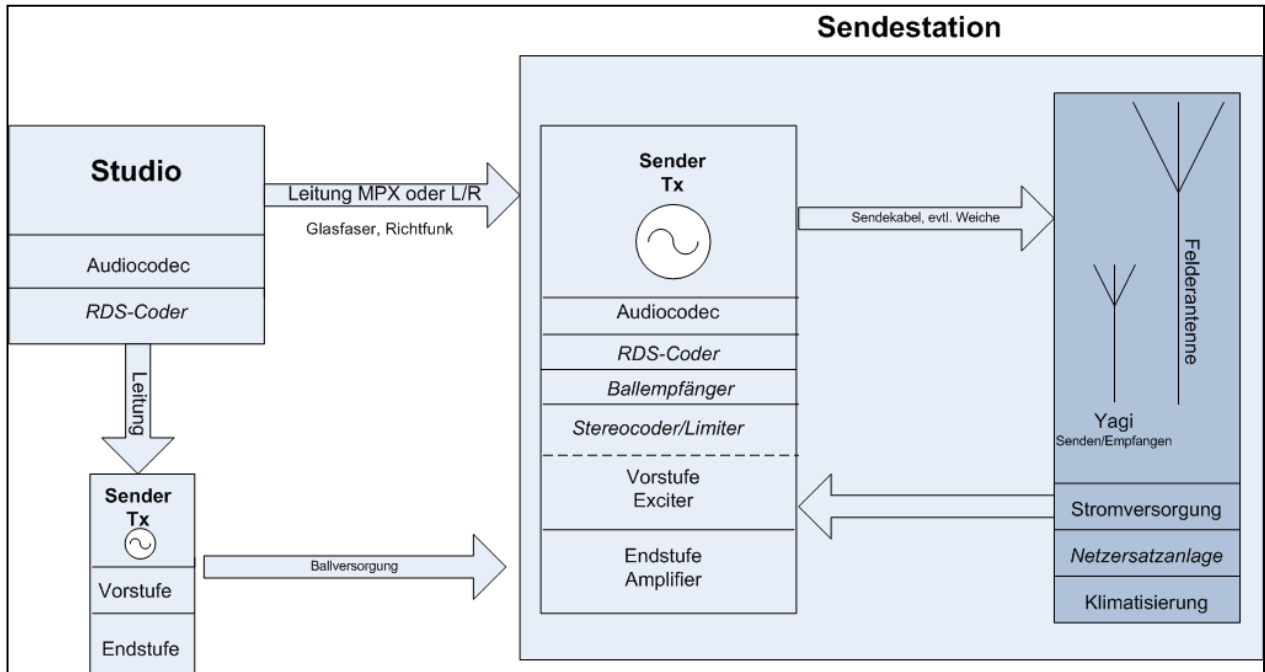 Sendestation
Studio
Audiocodec
RDS-Coder
Leitung MPX oder L/R
Glasfaser, Richtfunk
Leitung
Sender
Tx
Vorstufe
Endstufe
Ballversorgung
Sender
Tx
Audiocodec
RDS-Coder
Ballempfänger
Stereocoder/Limiter
Vorstufe
Exciter
Endstufe
Amplifier
Sendekabel, evtl. Weiche
Felderantenne
Yagi
Senden/Empfangen
Stromversorgung
Netzersatzanlage
Klimatisierung